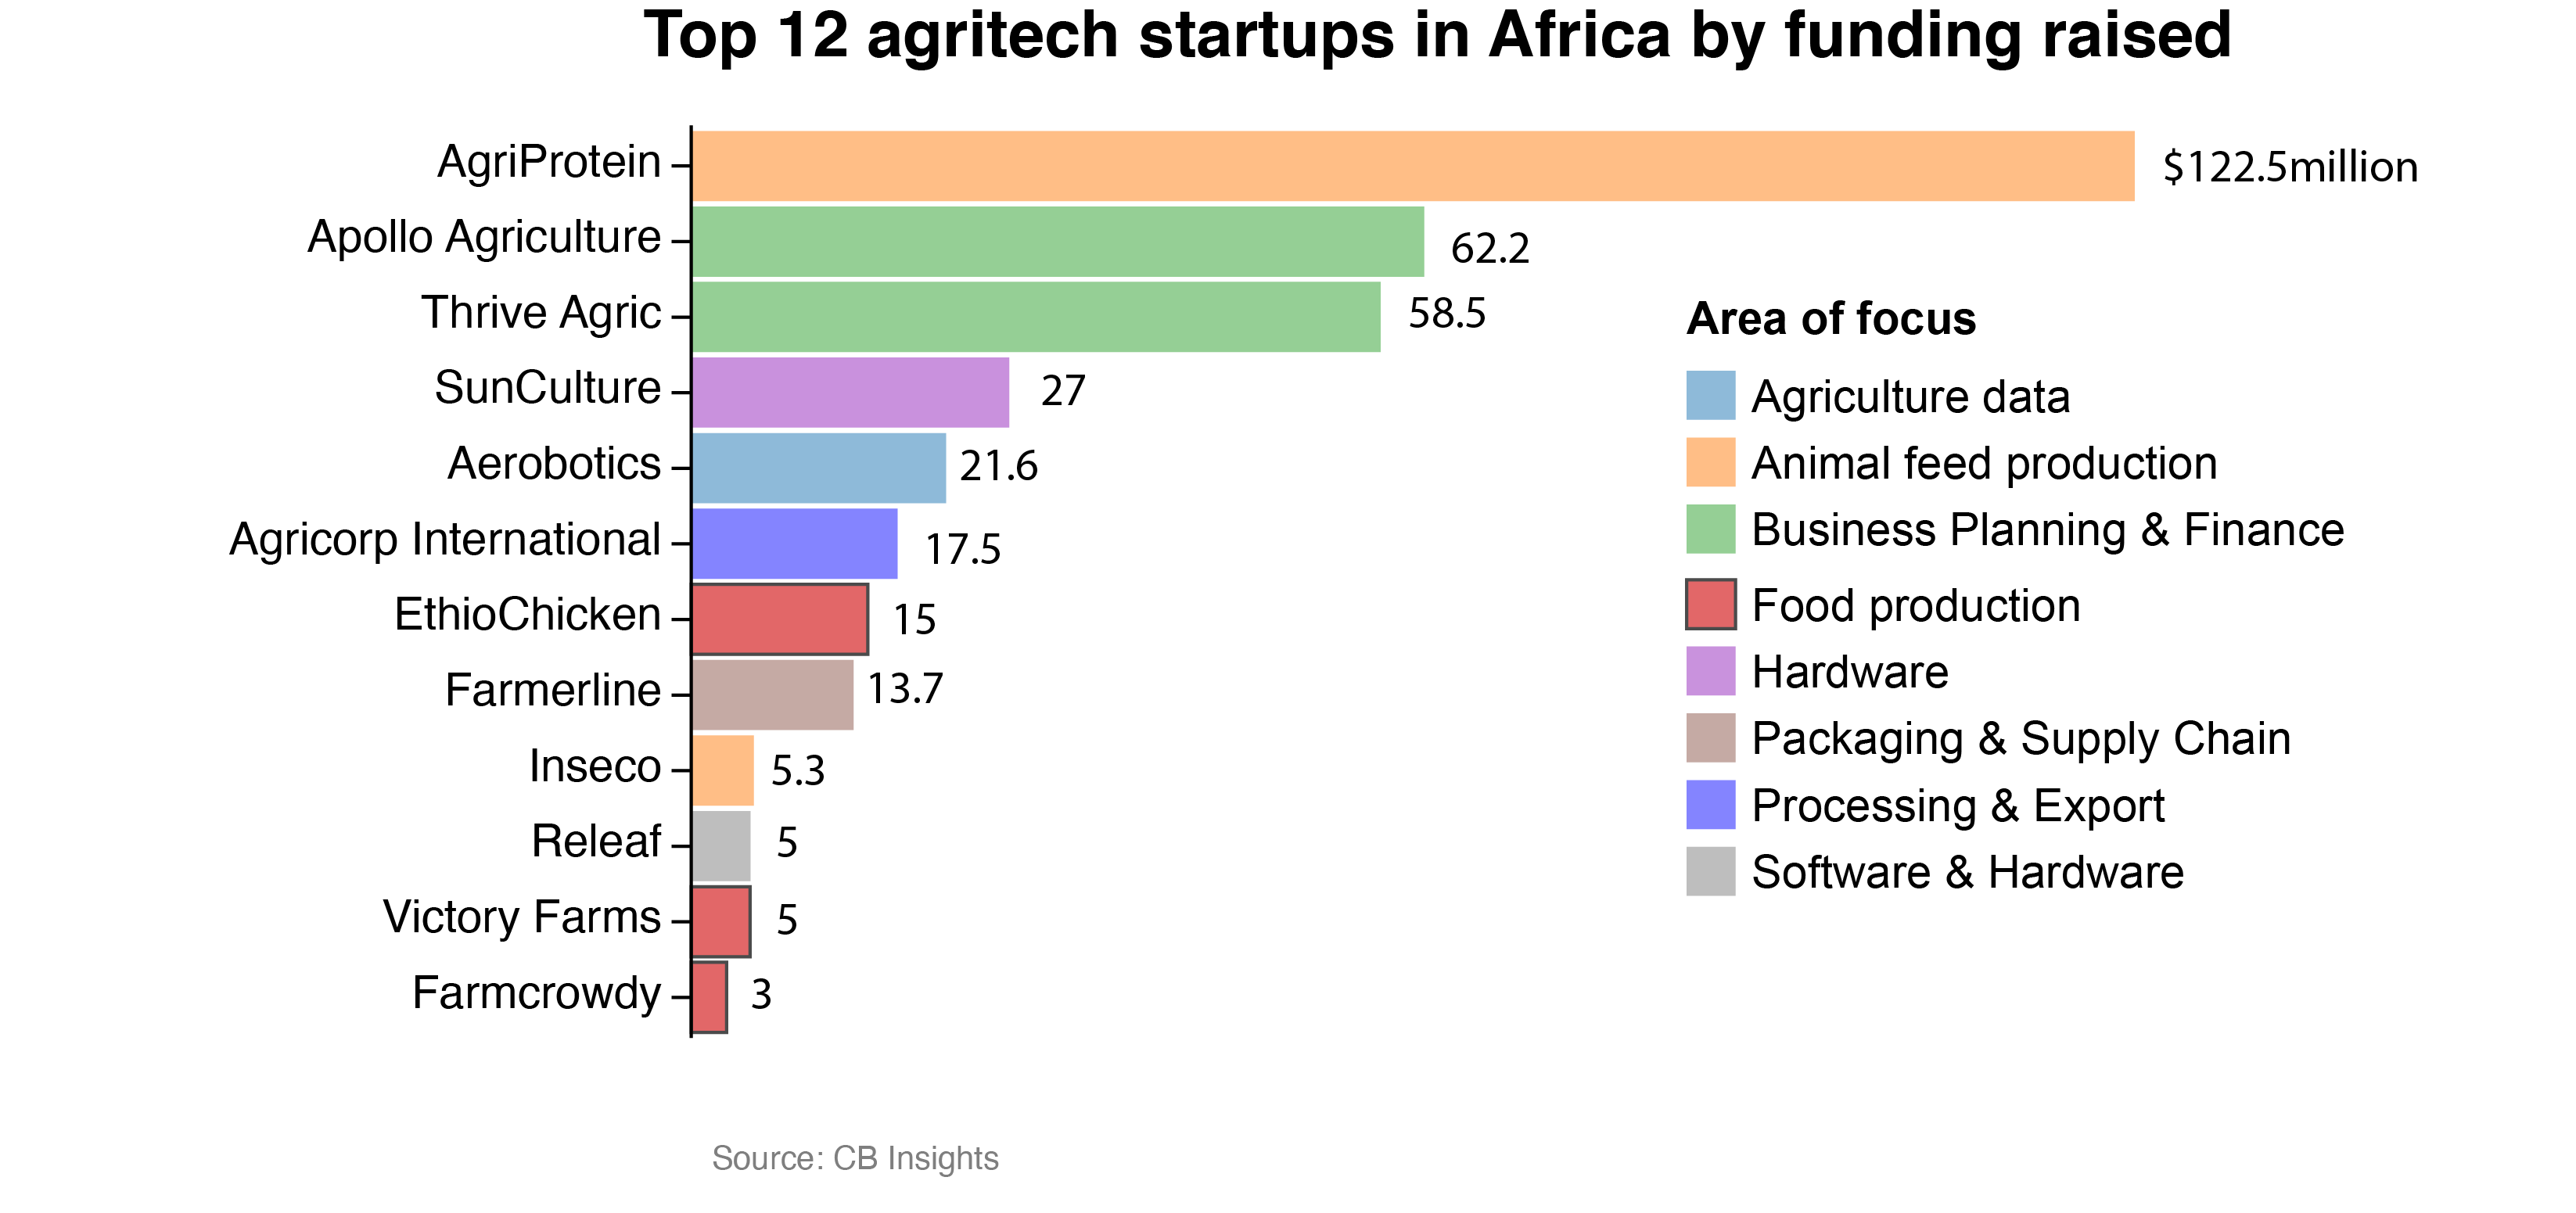 Top 12 agritech startups in Africa by funding raised
AgriProtein
$122.5million
Apollo Agriculture
62.2
Thrive Agric
58.5
SunCulture
27
Aerobotics
21.6
Agricorp International
17.5
EthioChicken
15
Farmerline
13.7
Inseco
5.3
Releaf
5
Victory Farms
5
Farmcrowdy
3
Area of focus
Agriculture data
Animal feed production
Business Planning & Finance
Food production
Hardware
Packaging & Supply Chain
Processing & Export
Software & Hardware
Source: CB Insights